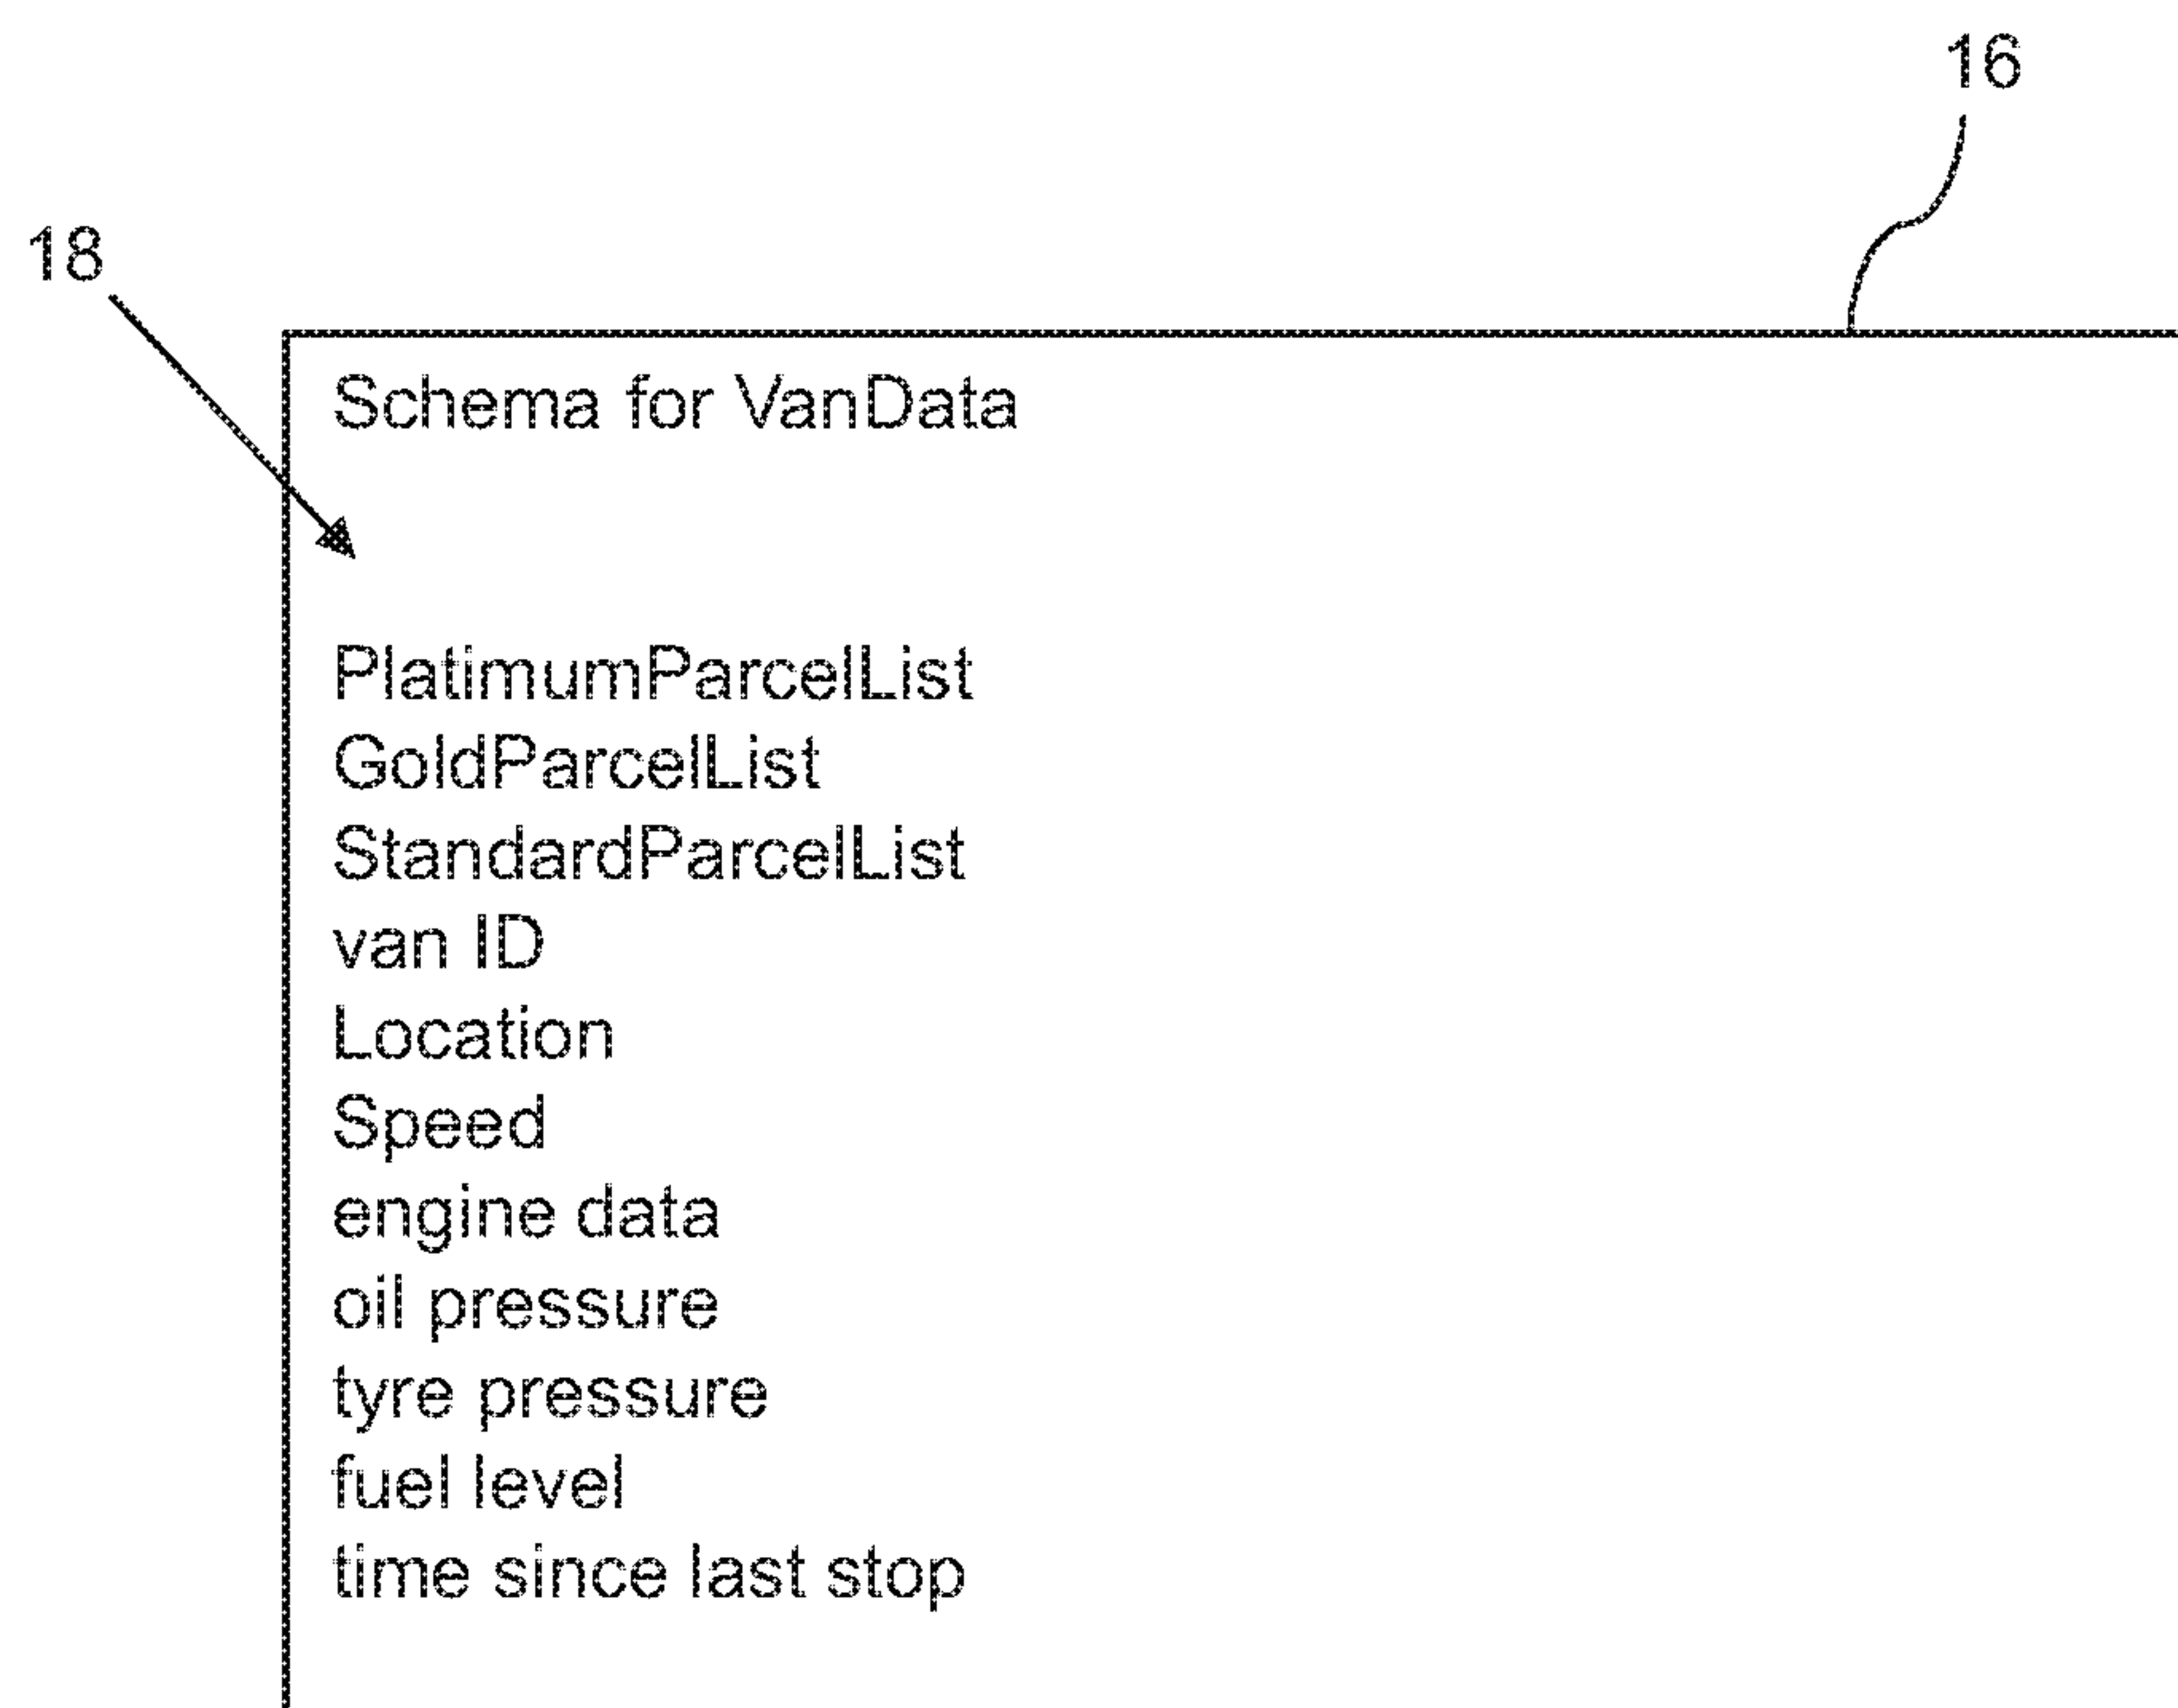 16
18
Schema for VanData
PlatimumParcelList
GoldParcelList
StandardParcelList
van ID
Location
Speed
engine data
oil pressure
tyre pressure
fuel level
time since last stop